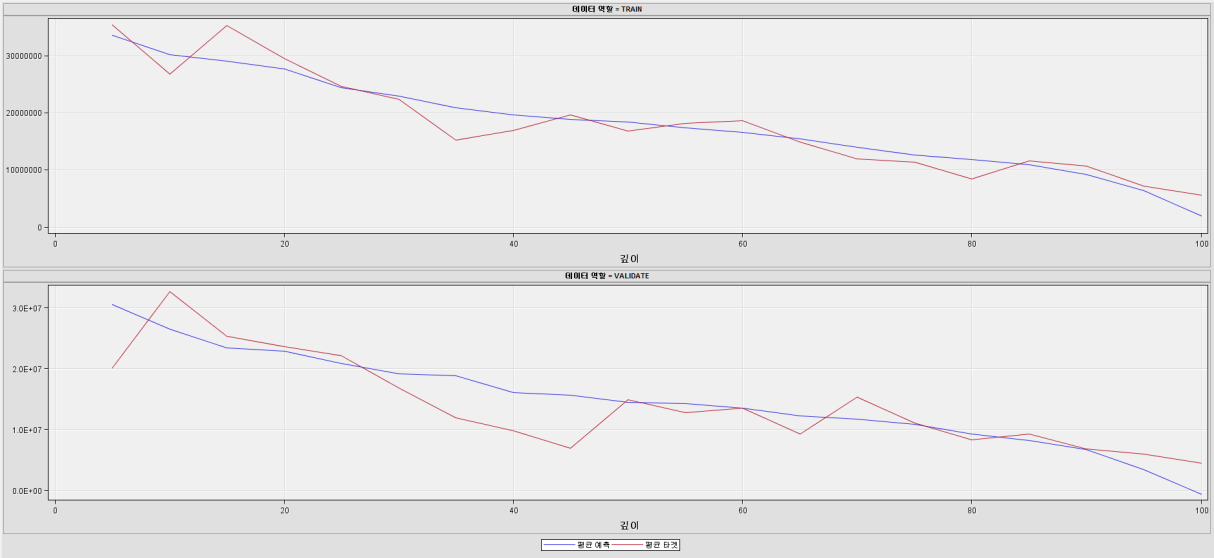 데이터 역할 = TRAIN
30000000
20000000
10000000
0
0 20 40 60 80 100
깊이
데이터 역할 = VALIDATE
3.0E+07
2.0E+07
1.0E+07
0.0E+00
0 20 40 60 80 100
깊이
평균 예측 평균 타겟